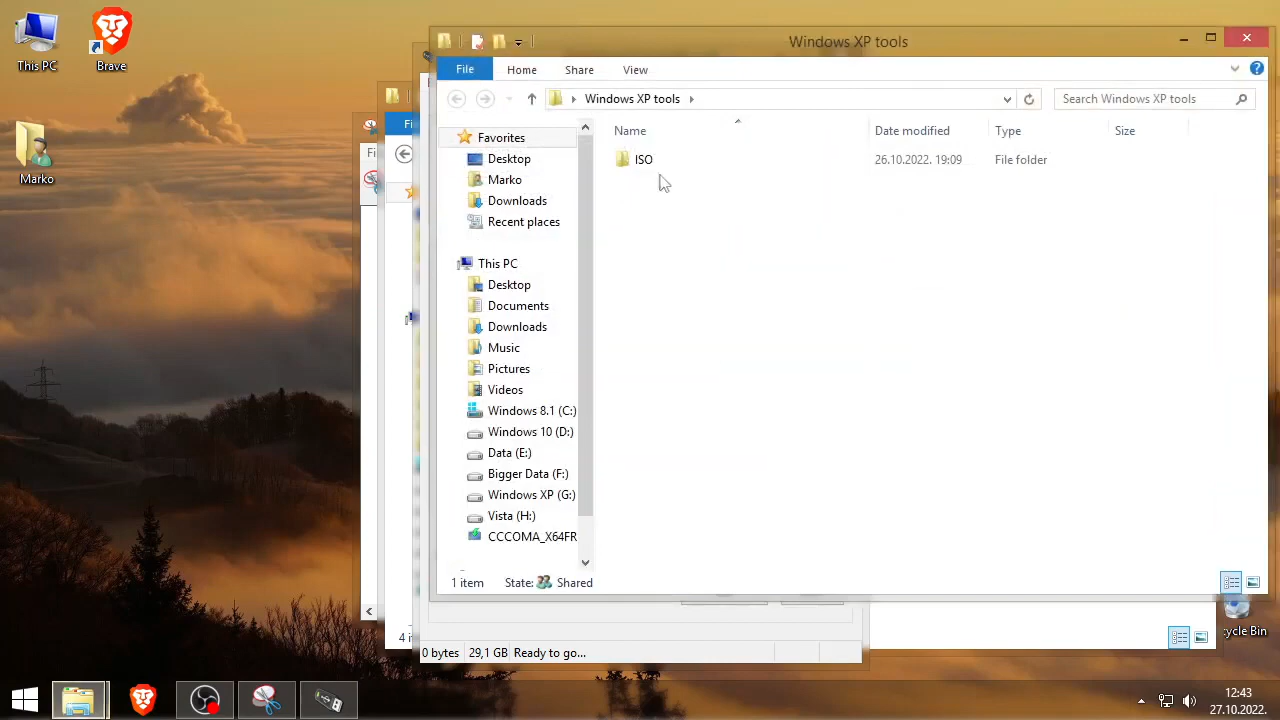 This PC
Brave
Marko
Windows XP tools
File
Home
Share
View
Windows XP tools
Search Windows XP tools
Favorites
Desktop
Marko
Downloads
Recent places
This PC
Desktop
Documents
Downloads
Music
Pictures
Videos
Windows 8.1 (C:)
Windows 10 (D:)
Data (E:)
Bigger Data (F:)
Windows XP (G:)
Vista (H:)
CCCOMA_X64FR
Name
Date modified
Type
Size
ISO
26.10.2022. 19:09
File folder
1 item
State:
Shared
Fi
Fi
4 i
0 bytes
29,1 GB
Ready to go...
cycle Bin
12:43
27.10.2022.